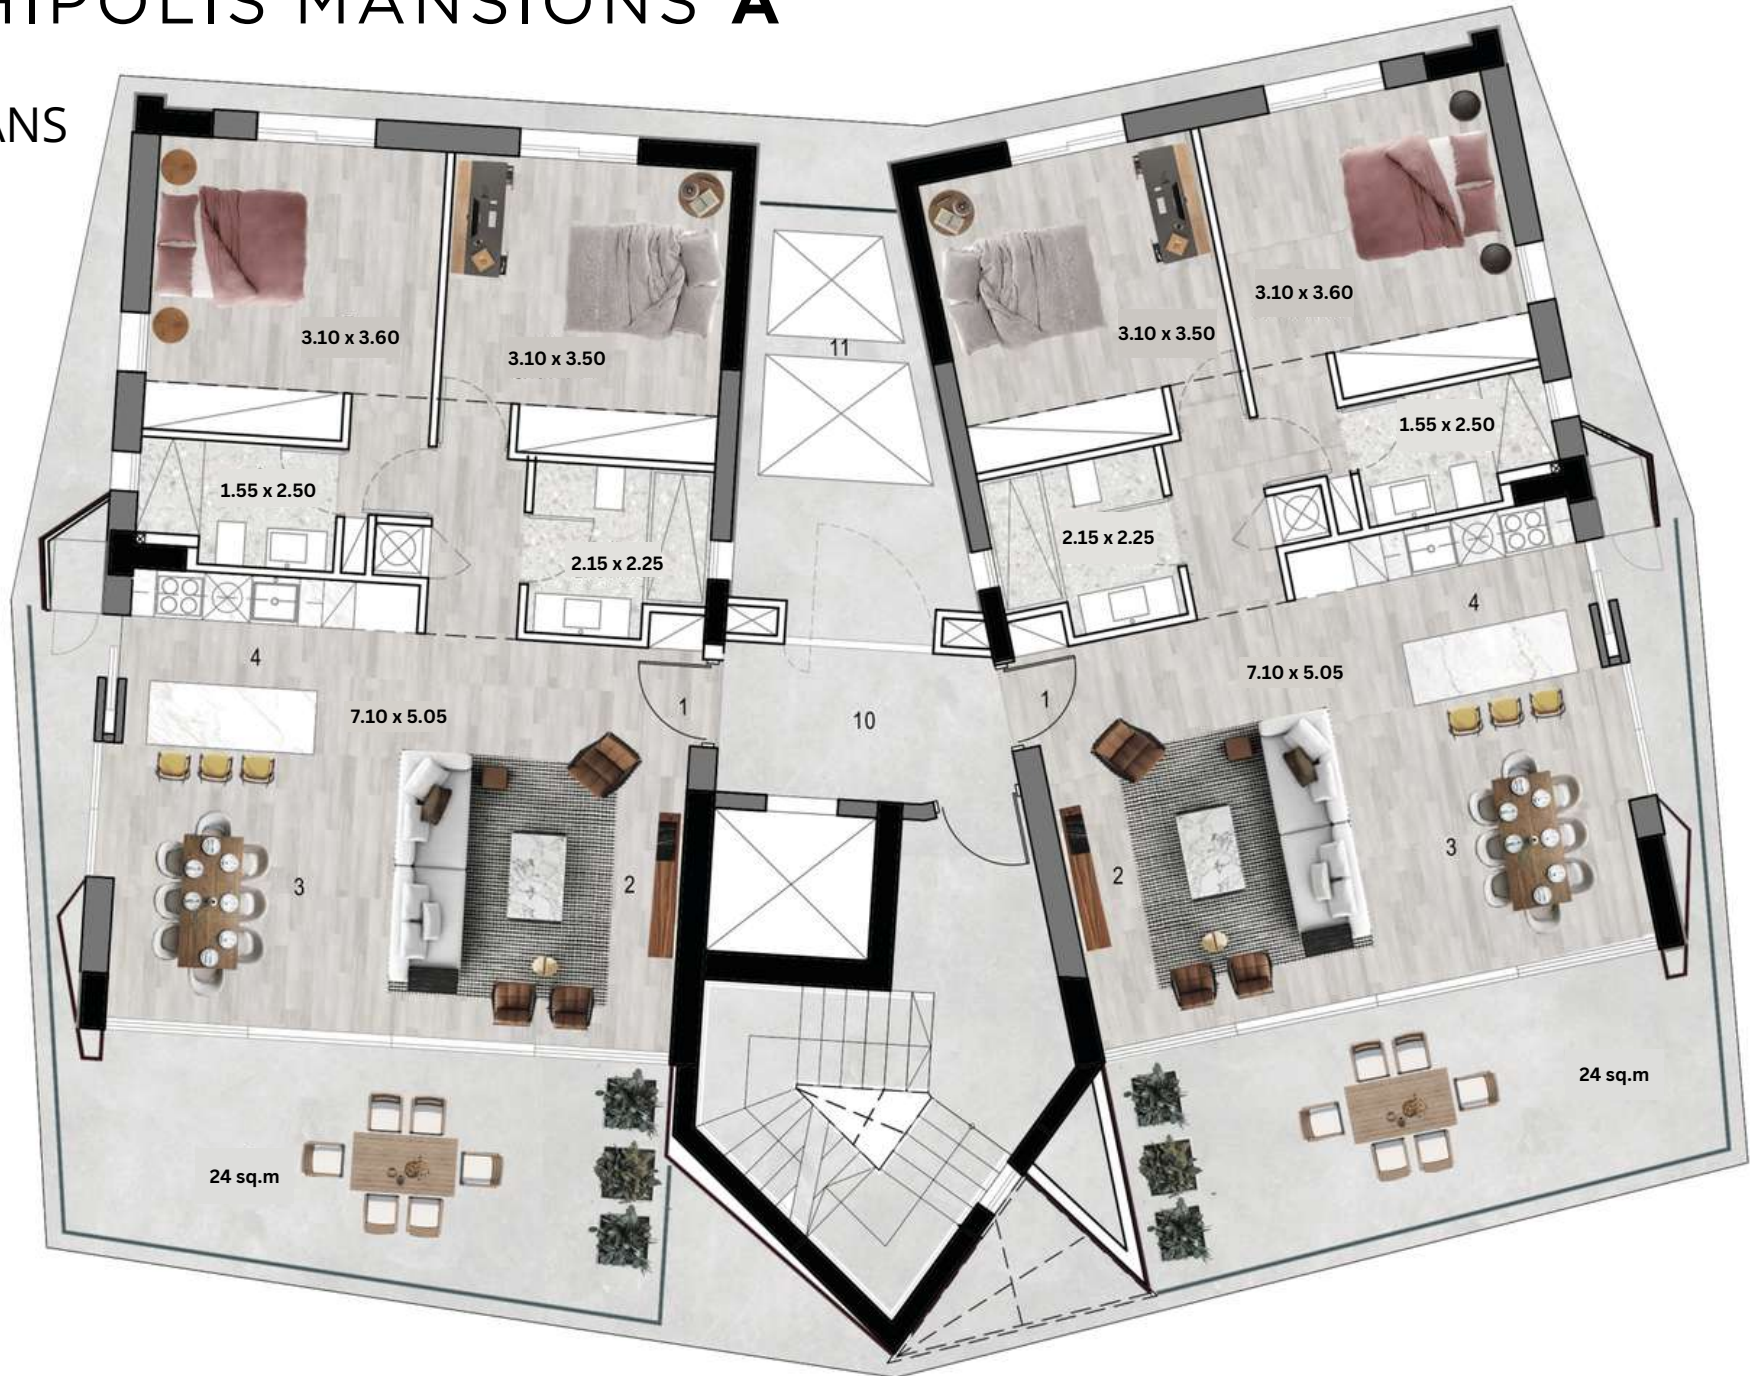 HIPOLIS MANSIONS A
ANS
3.10 x 3.60
3.10 x 3.50
11
3.10 x 3.50
3.10 x 3.60
1.55 x 2.50
2.15 x 2.25
2.15 x 2.25
1.55 x 2.50
4
7.10 x 5.05
1
10
1
7.10 x 5.05
4
3
2
2
3
24 sq.m
24 sq.m